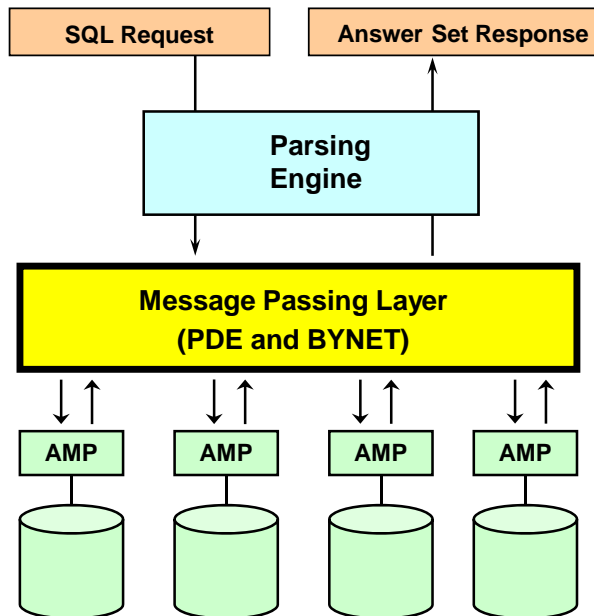 SQL Request
Answer Set Response
Parsing
Engine
Message Passing Layer
(PDE and BYNET)
AMP
AMP
AMP
AMP